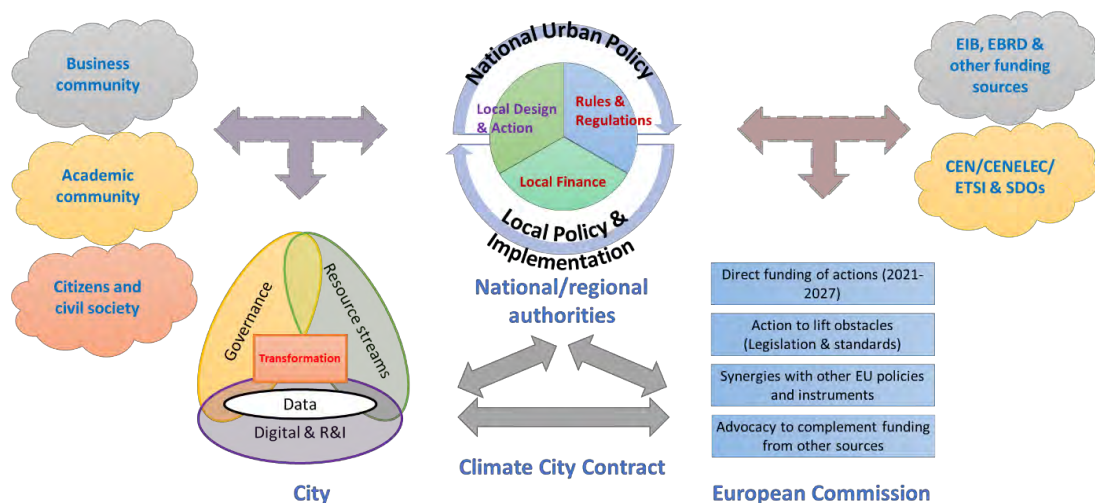 Business
community
Academic
community
Citizens and
civil society
National Urban Policy
Local Design
& Action
Rules &
Regulations
Local Finance
Local Policy &
Implementation
National/regional
authorities
EIB, EBRD &
other funding
sources
CEN/CENELEC/
ETSI & SDOs
Governance
Resource streams
Transformation
Data
Digital & R&I
City
Climate City Contract
Direct funding of actions (2021-
2027)
Action to lift obstacles
(Legislation & standards)
Synergies with other EU policies
and instruments
Advocacy to complement funding
from other sources
European Commission